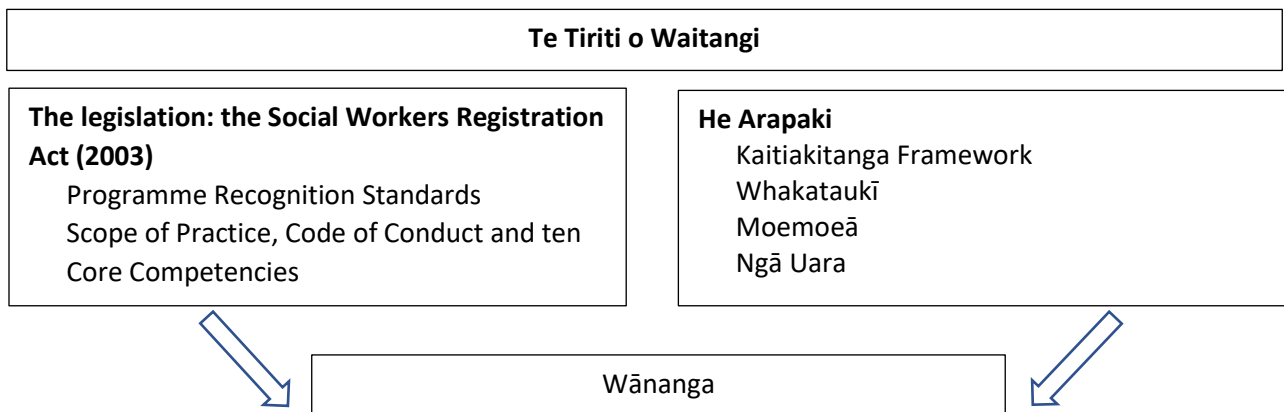 Te Tiriti o Waitangi
The legislation: the Social Workers Registration
Act (2003)
Programme Recognition Standards
Scope of Practice, Code of Conduct and ten
Core Competencies
He Arapaki
Kaitiakitanga Framework
Whakataukī
Moemoeā
Ngā Uara
Wānanga